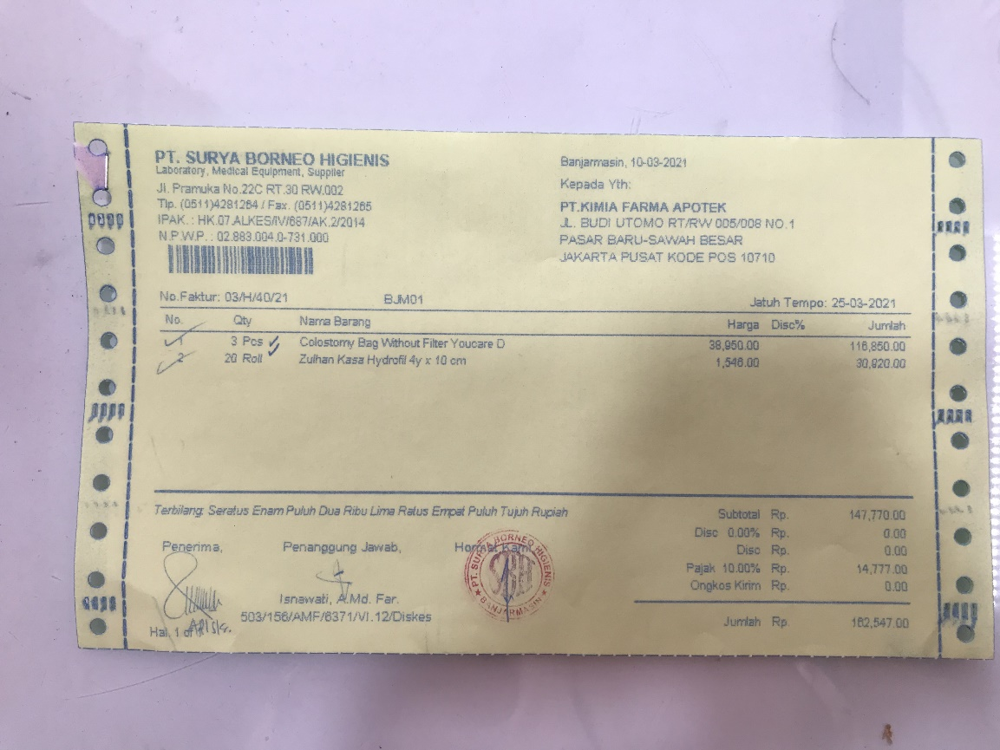 PT. SURYA BORNEO HIGIENIS
Laboratory, Medical Equipment, Supplier
Jl. Pramuka No.22C RT.30 RW.002
Tlp. (0511)4281264 / Fax. (0511)4281265
IPAK. : HK.07.ALKES/IV/687/AK.2/2014
N.P.W.P. : 02.883.004.0-731.000
Banjarmasin, 10-03-2021
Kepada Yth:
PT.KIMIA FARMA APOTEK
JL. BUDI UTOMO RT/RW 005/008 NO.1
PASAR BARU-SAWAH BESAR
JAKARTA PUSAT KODE POS 10710
No.Faktur: 03/H/40/21 BJM01 Jatuh Tempo: 25-03-2021
No. Qty Nama Barang Harga Disc% Jumlah
1 3 Pcs Colostomy Bag Without Filter Youcare D 38,950.00 116,850.00
2 20 Roll Zulhan Kasa Hydrofil 4y x 10 cm 1,546.00 30,920.00
Terbilang: Seratus Enam Puluh Dua Ribu Lima Ratus Empat Puluh Tujuh Rupiah
Subtotal Rp. 147,770.00
Disc 0.00% Rp. 0.00
Disc Rp. 0.00
Pajak 10.00% Rp. 14,777.00
Ongkos Kirim Rp. 0.00
Jumlah Rp. 162,547.00
Penerima, Penanggung Jawab, Hormat Kami
PT. SURYA BORNEO HIGIENIS
SBH
BANJARMASIN
Isnawati, A.Md. Far.
503/156/AMF/6371/VI.12/Diskes
Hal. 1 of